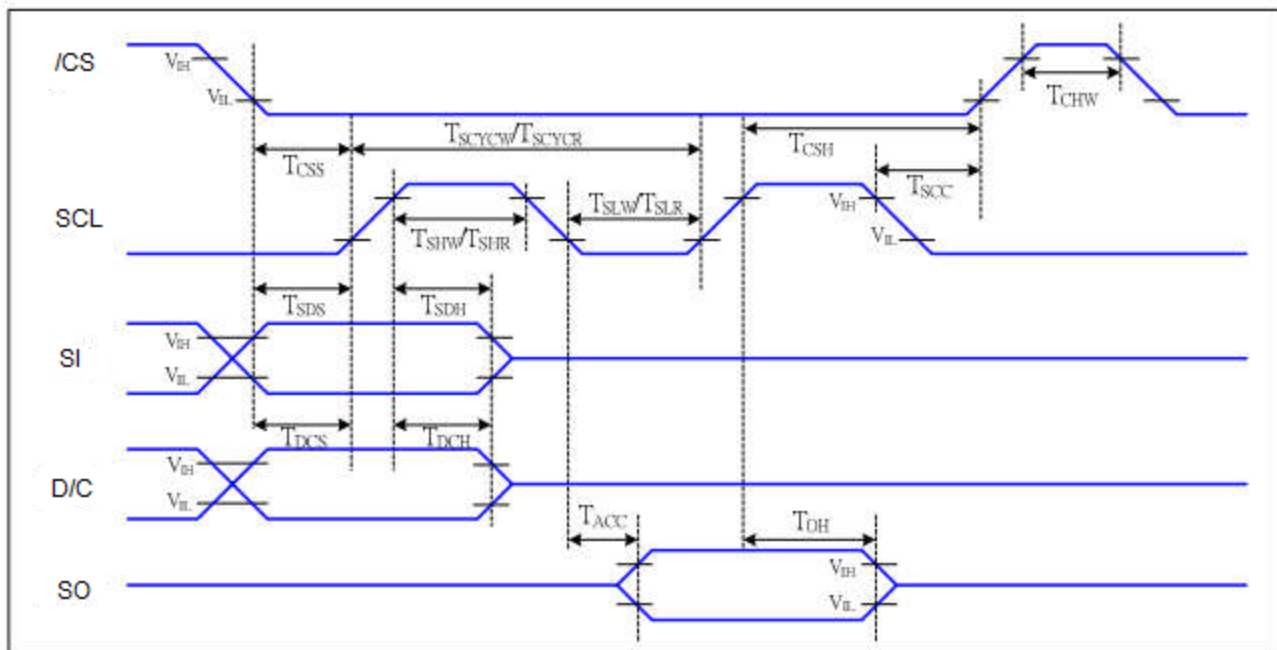 /CS
VIH
VIL
TCHW
TSCYCW/TSCYCR
TCSS
TCSH
TSCC
SCL
TSLW/TSLR
VIH
TSHW/TSHR
VIL
TSDS
TSDH
SI
VIH
VIL
TDCS
TDCH
D/C
VIH
VIL
TACC
TOH
SO
VIH
VIL